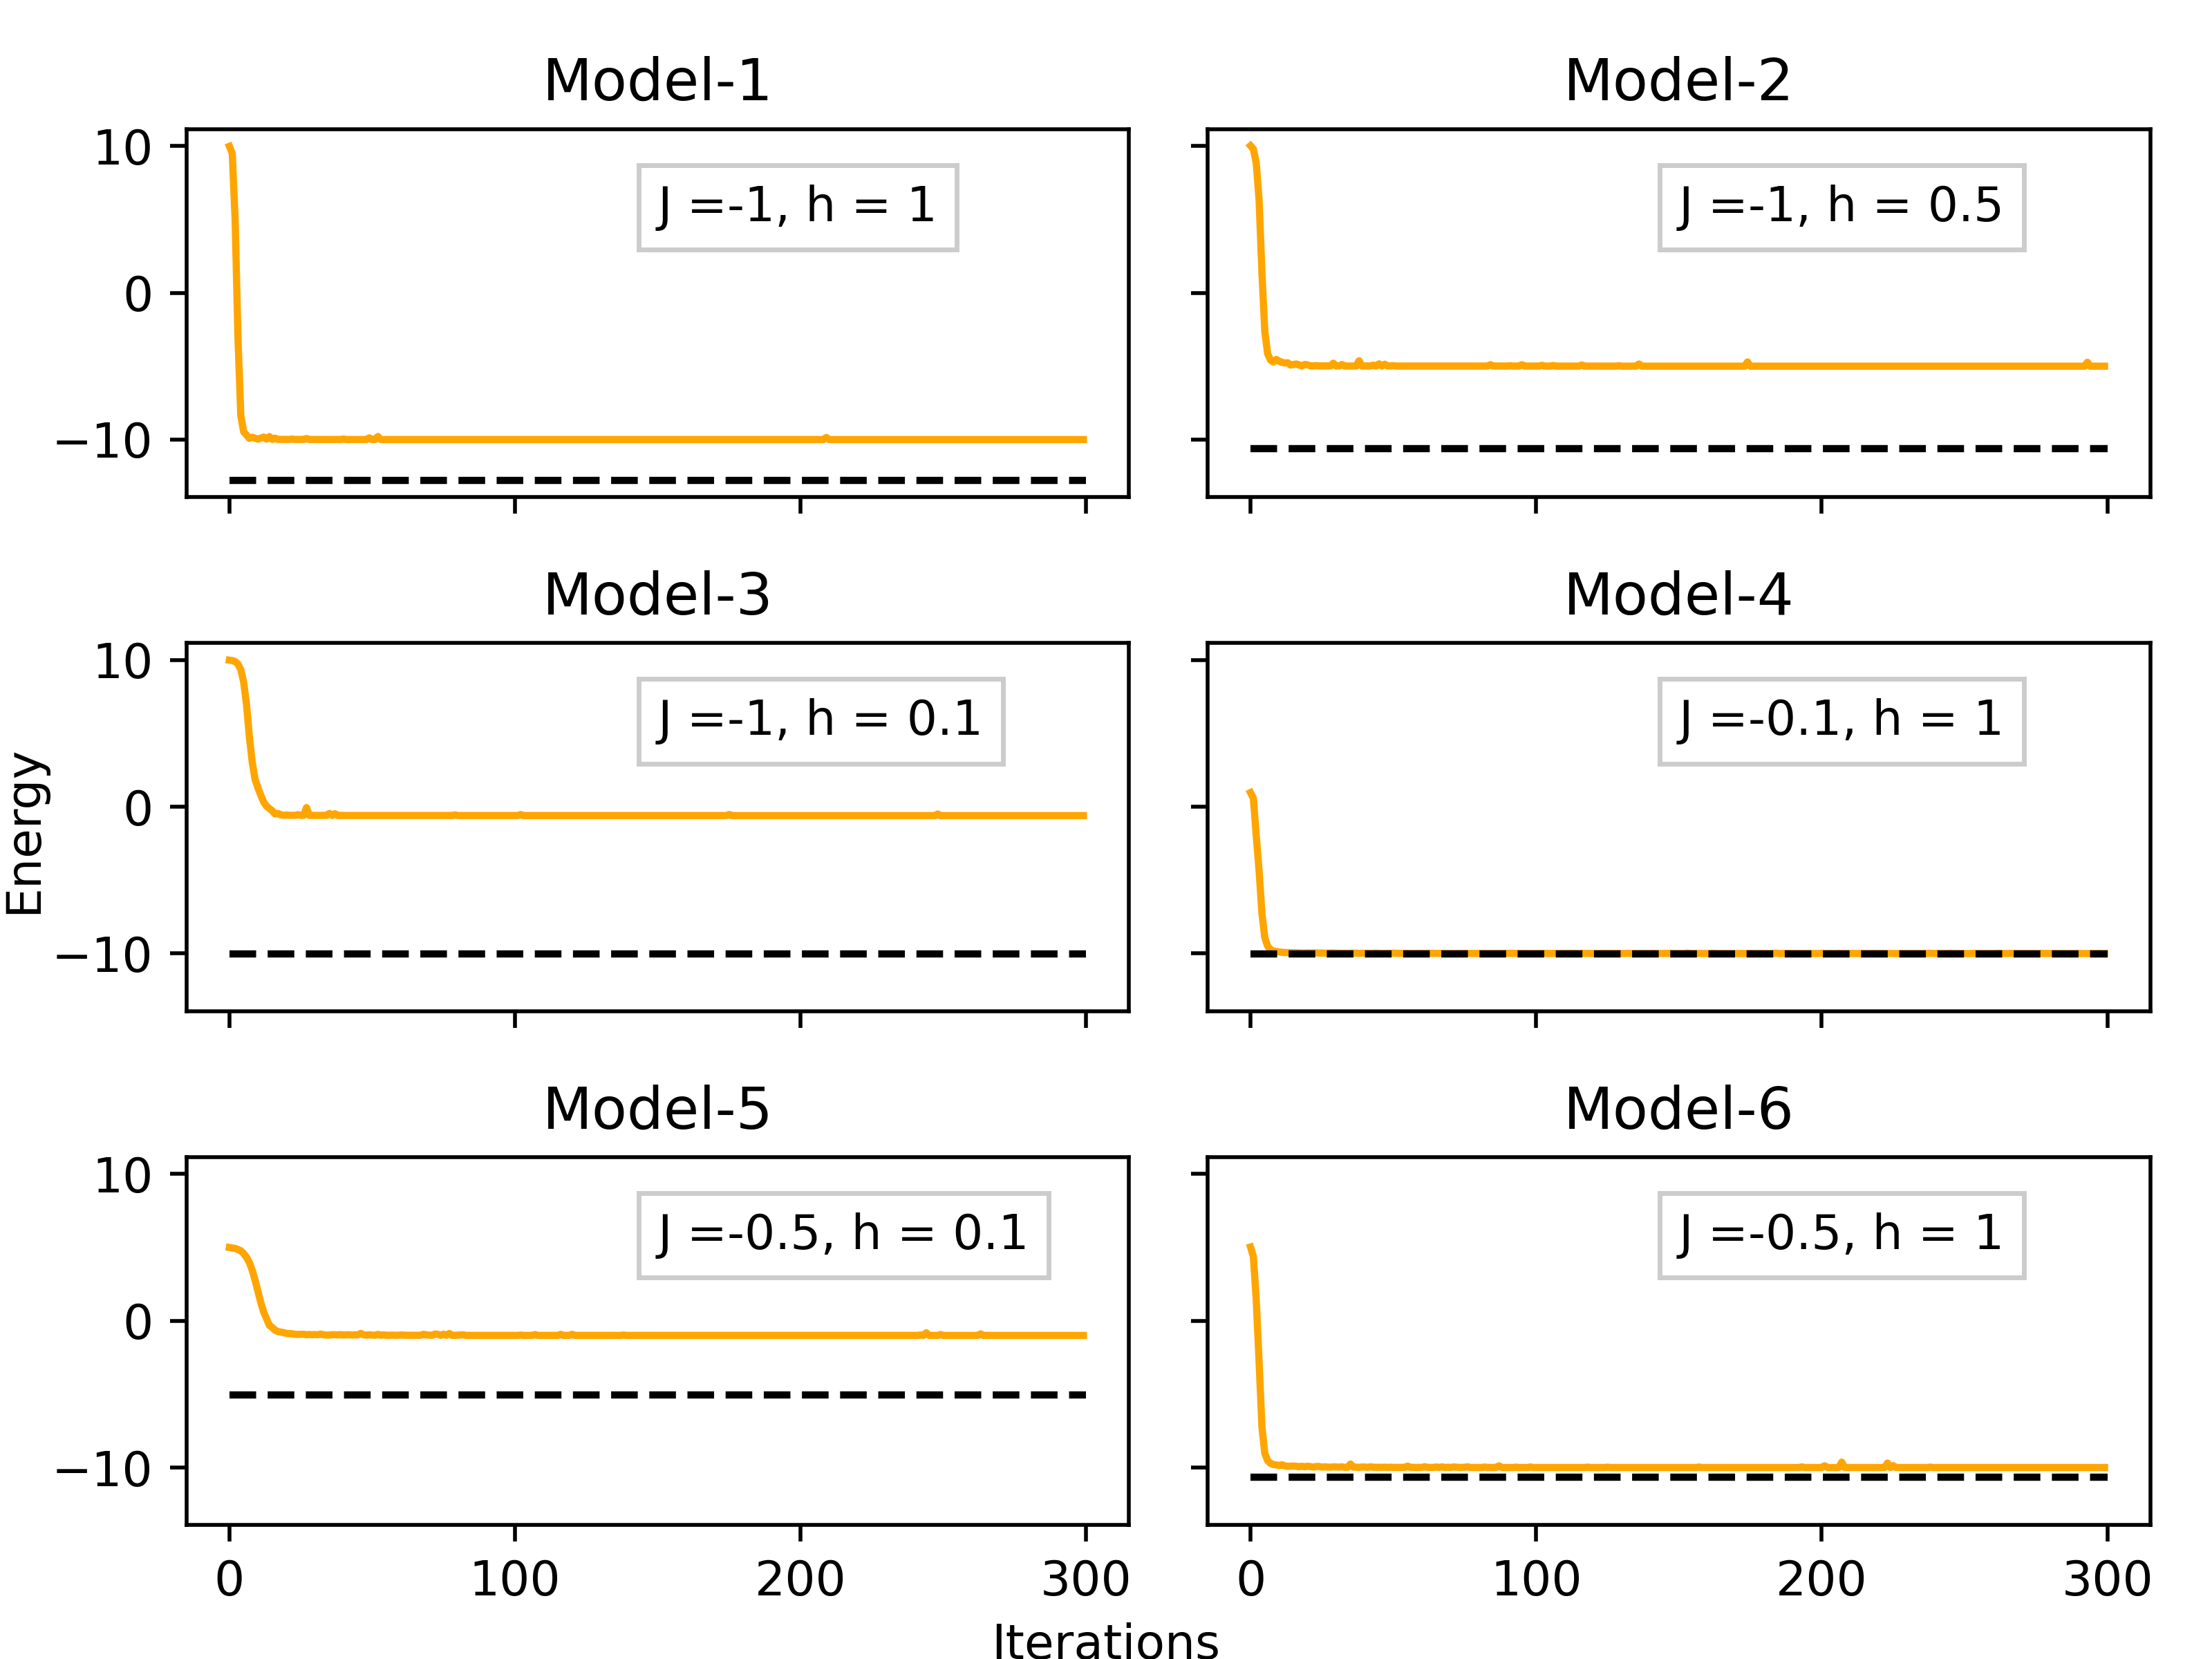 Model-1
Model-2
10
0
−10
J =-1, h = 1
J =-1, h = 0.5
Model-3
Model-4
10
0
−10
J =-1, h = 0.1
J =-0.1, h = 1
Energy
Model-5
Model-6
10
0
−10
J =-0.5, h = 0.1
J =-0.5, h = 1
0 100 200 300
0 100 200 300
Iterations